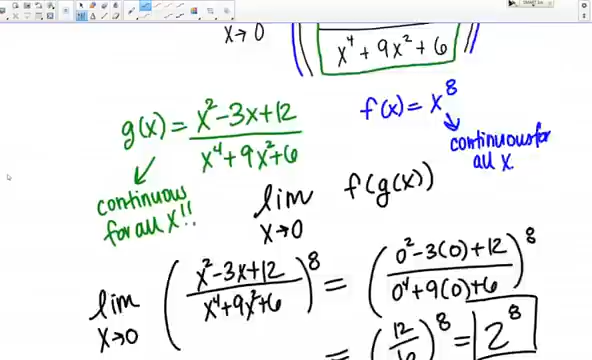 x→0
x⁴+9x²+6
g(x) = (x²-3x+12)/(x⁴+9x²+6)
f(x) = x⁸
continuous for all x
continuous
for all x!!
lim x→0 f(g(x))
lim x→0 ((x²-3x+12)/(x⁴+9x²+6))⁸ = ((0²-3(0)+12)/(0⁴+9(0)+6))⁸
= (12/6)⁸ = 2⁸